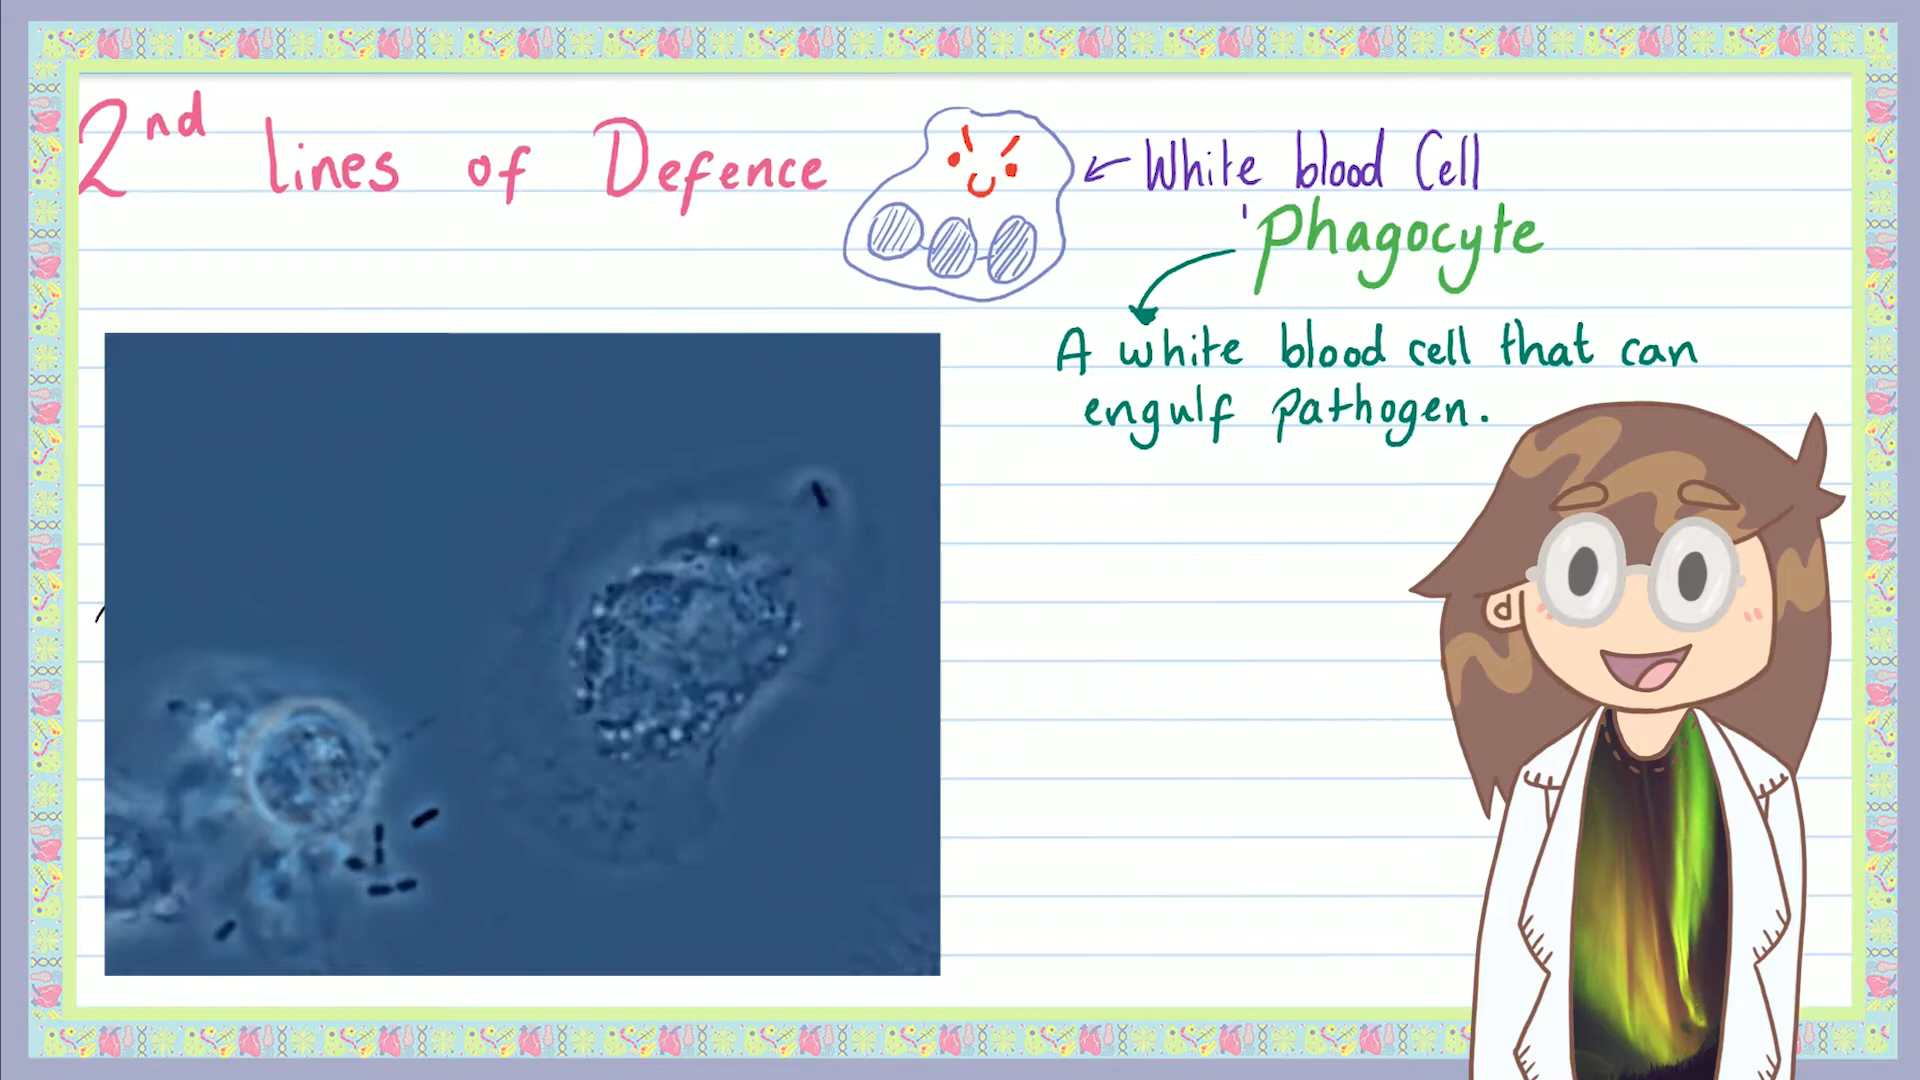 2nd lines of Defence
White blood Cell
'Phagocyte
A white blood cell that can
engulf pathogen.